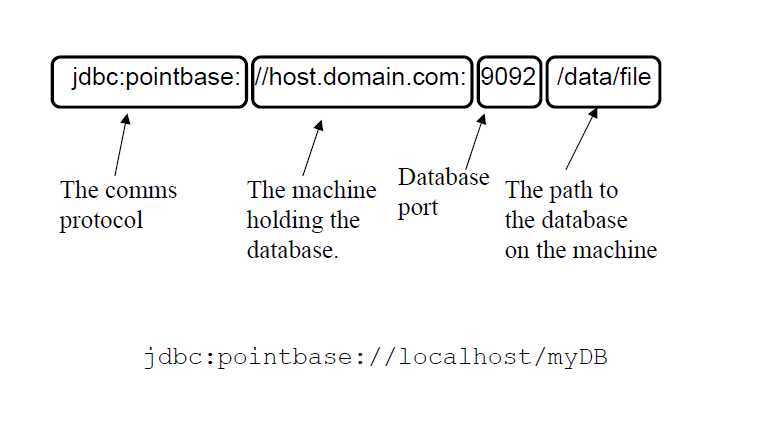 jdbc:pointbase: //host.domain.com: 9092 /data/file
The comms
protocol
The machine
holding the
database.
Database
port
The path to
the database
on the machine
jdbc:pointbase://localhost/myDB